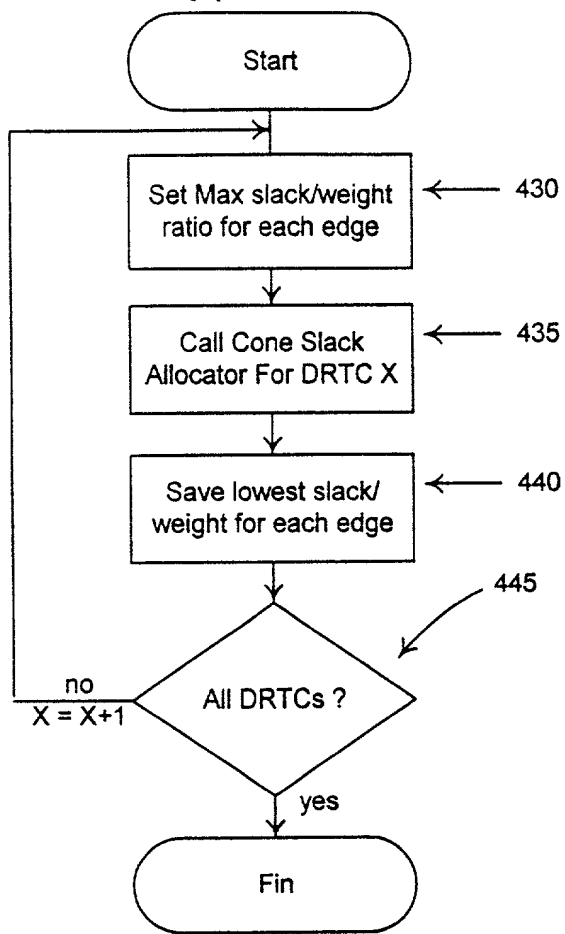 Start
Set Max slack/weight
ratio for each edge
430
Call Cone Slack
Allocator For DRTC X
435
Save lowest slack/
weight for each edge
440
445
All DRTCs ?
no
X = X+1
yes
Fin